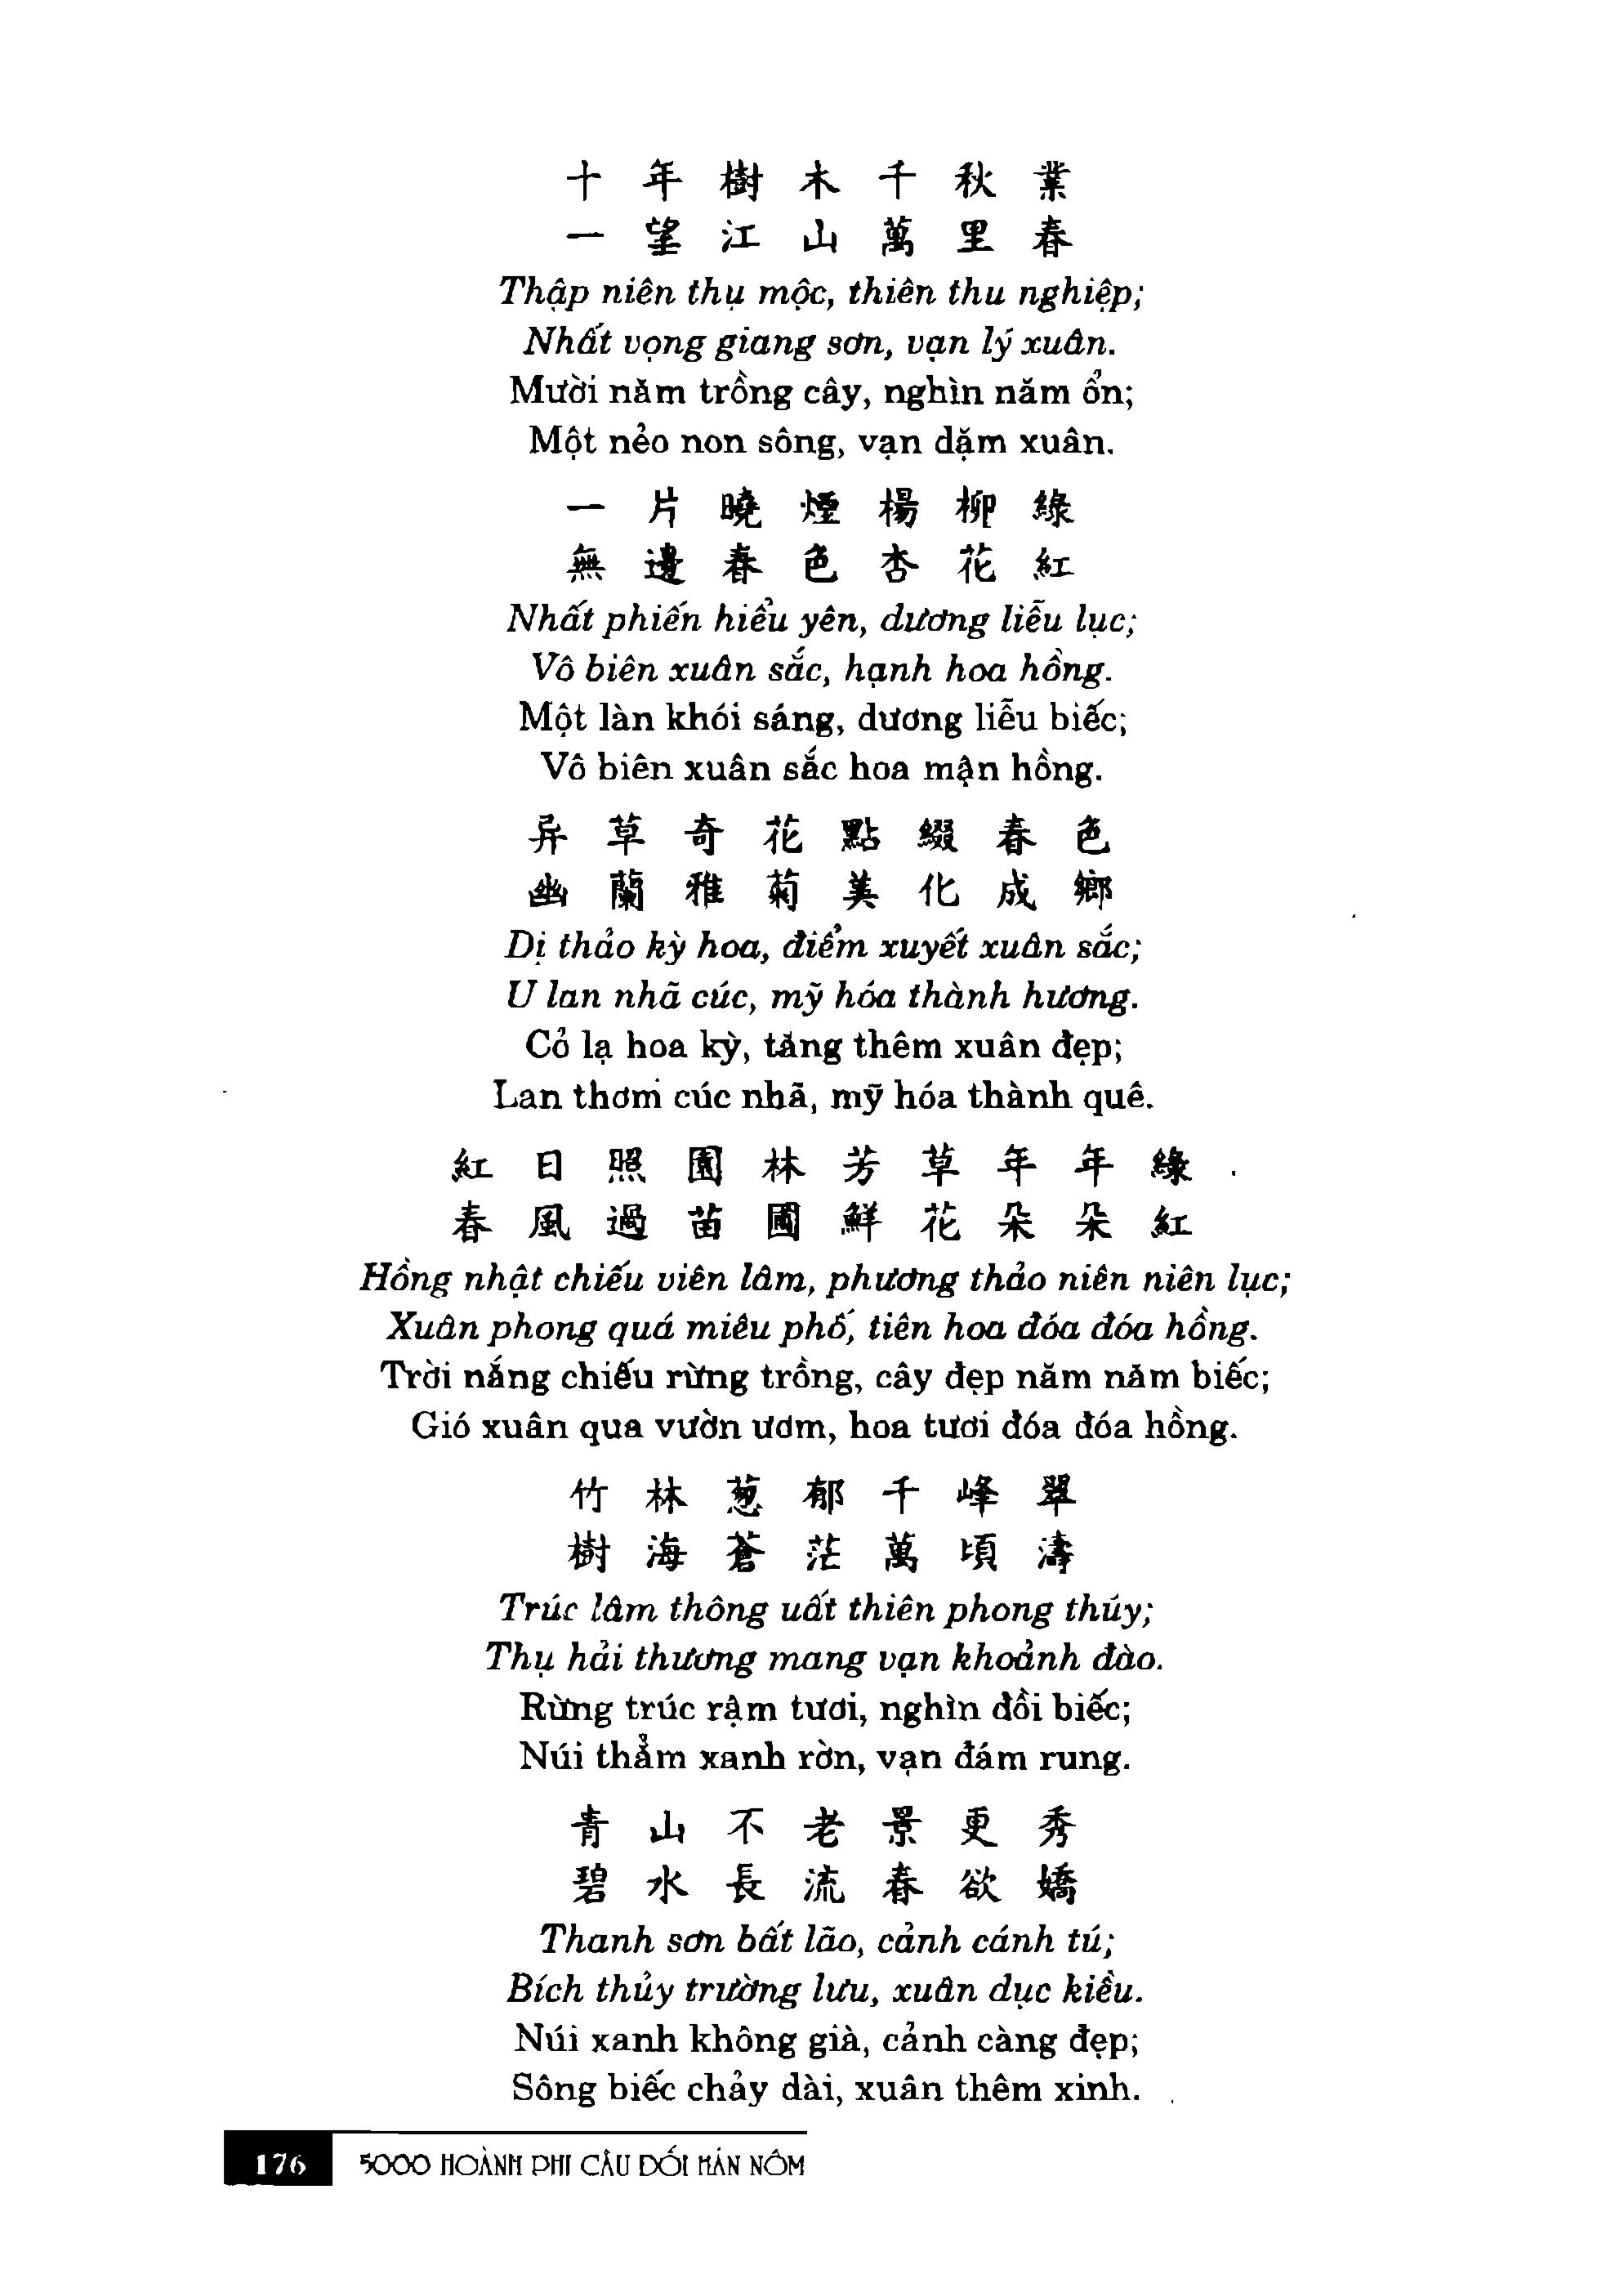 十年樹木千秋業
一望江山萬里春
Thập niên thụ mộc, thiên thu nghiệp;
Nhất vọng giang sơn, vạn lý xuân.
Mười năm trồng cây, nghìn năm ổn;
Một nẻo non sông, vạn dặm xuân.
一片曉煙楊柳綠
無邊春色杏花紅
Nhất phiến hiểu yên, dương liễu lục;
Vô biên xuân sắc, hạnh hoa hồng.
Một làn khói sáng, dương liễu biếc;
Vô biên xuân sắc hoa mận hồng.
异草奇花點綴春色
幽蘭雅菊美化成鄉
Dị thảo kỳ hoa, điểm xuyết xuân sắc;
U lan nhã cúc, mỹ hóa thành hương.
Cỏ lạ hoa kỳ, tăng thêm xuân đẹp;
Lan thơm cúc nhã, mỹ hóa thành quê.
紅日照園林芳草年年綠
春風過苗圃鮮花朵朵紅
Hồng nhật chiếu viên lâm, phương thảo niên niên lục;
Xuân phong quá miêu phố, tiên hoa đóa đóa hồng.
Trời nắng chiếu rừng trồng, cây đẹp năm năm biếc;
Gió xuân qua vườn ươm, hoa tươi đóa đóa hồng.
竹林葱郁千峰翠
樹海蒼茫萬頃濤
Trúc lâm thông uất thiên phong thúy;
Thụ hải thương mang vạn khoảnh đào.
Rừng trúc rậm tươi, nghìn đồi biếc;
Núi thẳm xanh rờn, vạn đám rung.
青山不老景更秀
碧水長流春欲嬌
Thanh sơn bất lão, cảnh cánh tú;
Bích thủy trường lưu, xuân dục kiều.
Núi xanh không già, cảnh càng đẹp;
Sông biếc chảy dài, xuân thêm xinh.
176 5000 HOÀNH PHI CÂU ĐỐI HÁN NÔM